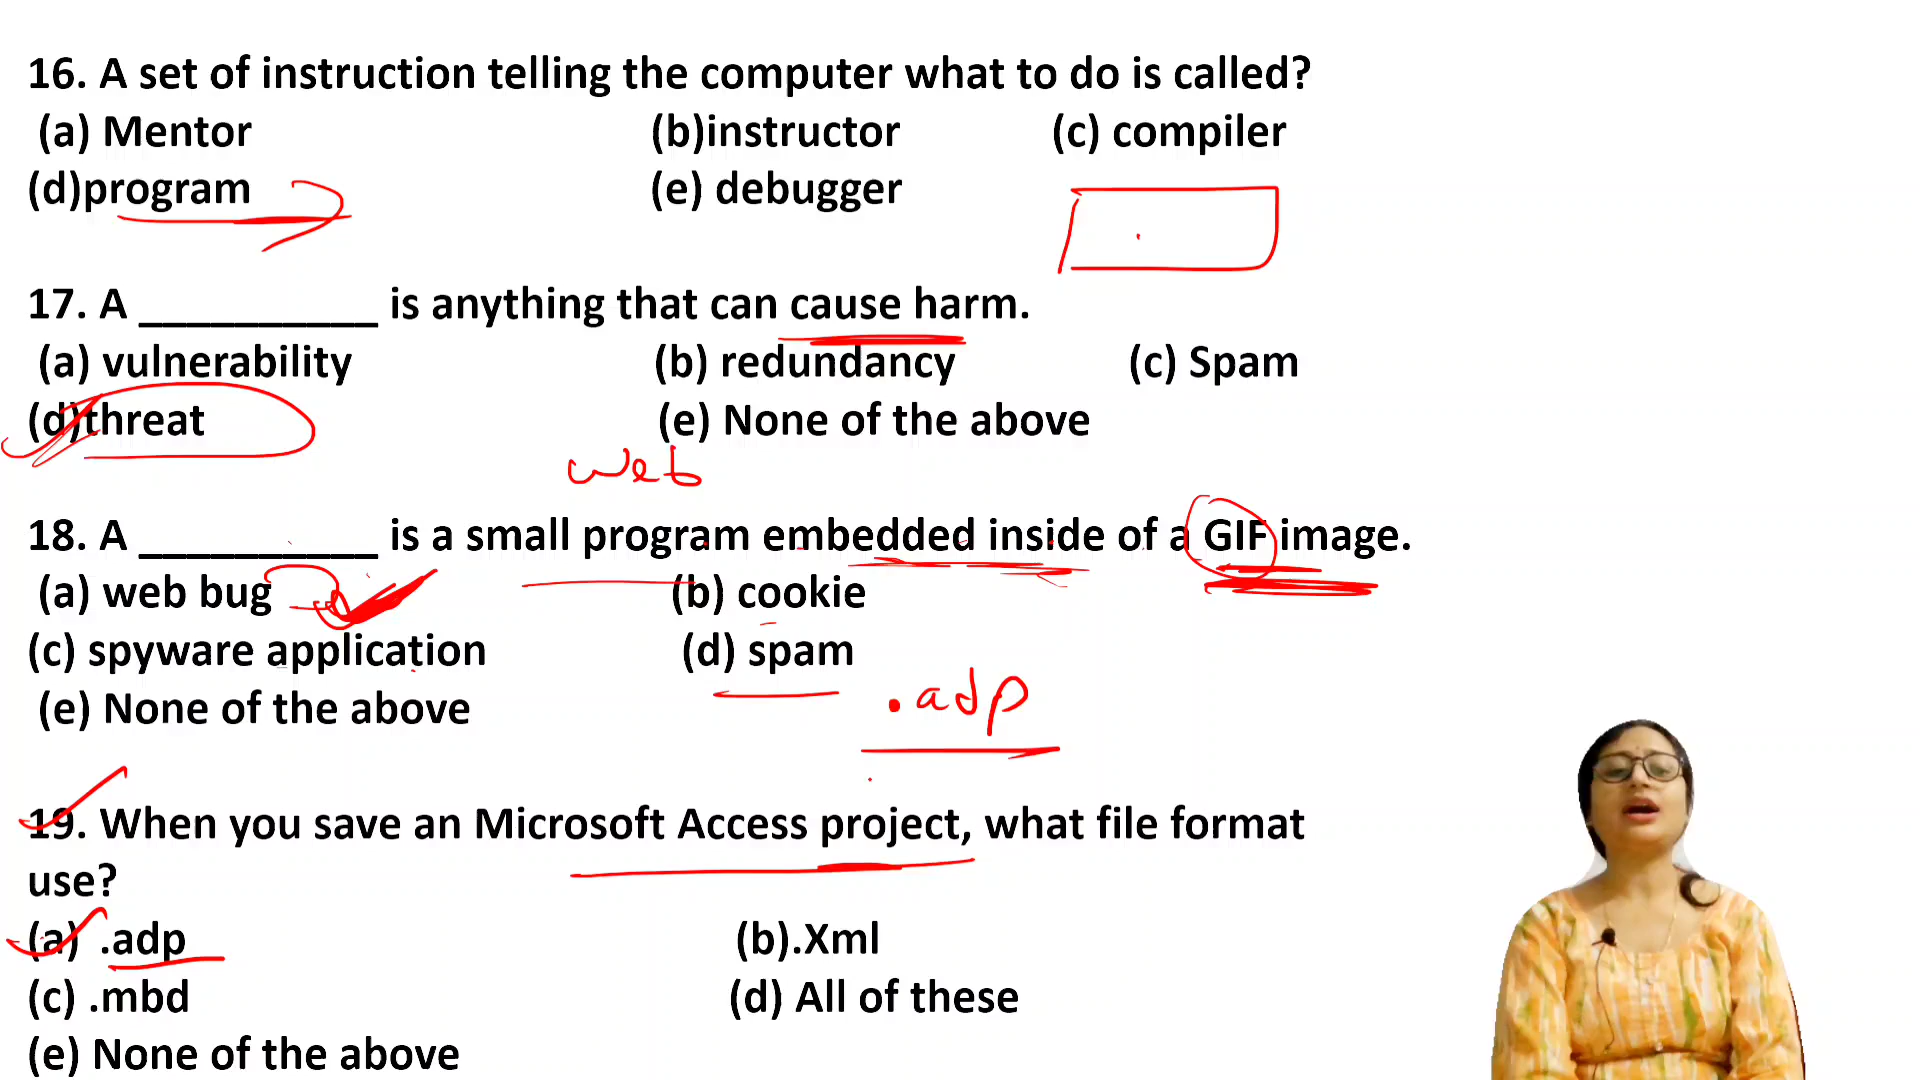 16. A set of instruction telling the computer what to do is called?
(a) Mentor (b)instructor (c) compiler
(d)program (e) debugger
17. A __________ is anything that can cause harm.
(a) vulnerability (b) redundancy (c) Spam
(d)threat (e) None of the above
web
18. A __________ is a small program embedded inside of a GIF image.
(a) web bug (b) cookie
(c) spyware application (d) spam
(e) None of the above
.adp
19. When you save an Microsoft Access project, what file format
use?
(a) .adp (b).Xml
(c) .mbd (d) All of these
(e) None of the above